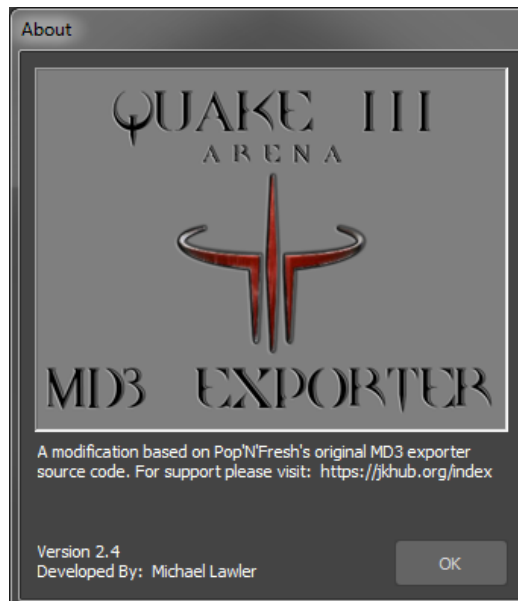 About
QUAKE III
ARENA
MD3 EXPORTER
A modification based on Pop'N'Fresh's original MD3 exporter
source code. For support please visit:  https://jkhub.org/index
Version 2.4
Developed By:  Michael Lawler
OK